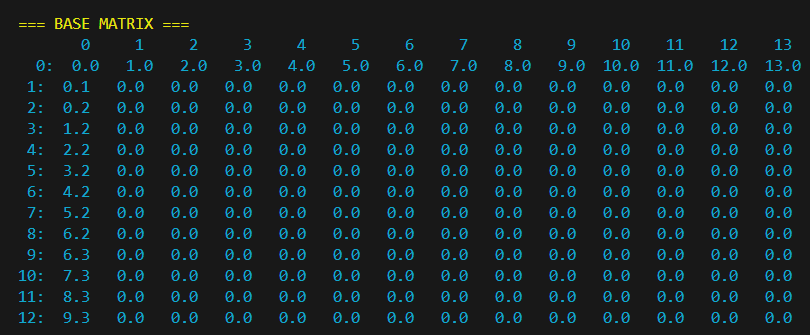 === BASE MATRIX ===
0 1 2 3 4 5 6 7 8 9 10 11 12 13
0: 0.0 1.0 2.0 3.0 4.0 5.0 6.0 7.0 8.0 9.0 10.0 11.0 12.0 13.0
1: 0.1 0.0 0.0 0.0 0.0 0.0 0.0 0.0 0.0 0.0 0.0 0.0 0.0 0.0
2: 0.2 0.0 0.0 0.0 0.0 0.0 0.0 0.0 0.0 0.0 0.0 0.0 0.0 0.0
3: 1.2 0.0 0.0 0.0 0.0 0.0 0.0 0.0 0.0 0.0 0.0 0.0 0.0 0.0
4: 2.2 0.0 0.0 0.0 0.0 0.0 0.0 0.0 0.0 0.0 0.0 0.0 0.0 0.0
5: 3.2 0.0 0.0 0.0 0.0 0.0 0.0 0.0 0.0 0.0 0.0 0.0 0.0 0.0
6: 4.2 0.0 0.0 0.0 0.0 0.0 0.0 0.0 0.0 0.0 0.0 0.0 0.0 0.0
7: 5.2 0.0 0.0 0.0 0.0 0.0 0.0 0.0 0.0 0.0 0.0 0.0 0.0 0.0
8: 6.2 0.0 0.0 0.0 0.0 0.0 0.0 0.0 0.0 0.0 0.0 0.0 0.0 0.0
9: 6.3 0.0 0.0 0.0 0.0 0.0 0.0 0.0 0.0 0.0 0.0 0.0 0.0 0.0
10: 7.3 0.0 0.0 0.0 0.0 0.0 0.0 0.0 0.0 0.0 0.0 0.0 0.0 0.0
11: 8.3 0.0 0.0 0.0 0.0 0.0 0.0 0.0 0.0 0.0 0.0 0.0 0.0 0.0
12: 9.3 0.0 0.0 0.0 0.0 0.0 0.0 0.0 0.0 0.0 0.0 0.0 0.0 0.0